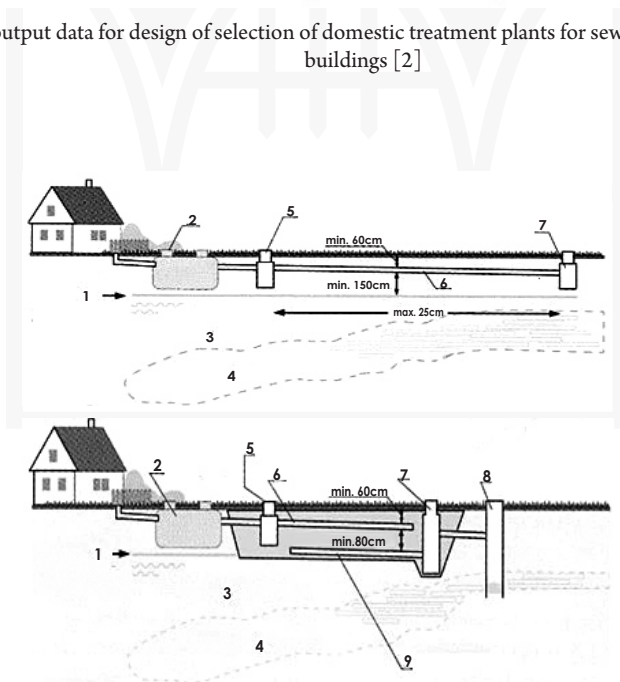 output data for design of selection of domestic treatment plants for sew
buildings [2]
2
5
7
min. 60cm
6
min. 150cm
1
max. 25cm
3
4
2
5
6
7
8
min. 60cm
min.80cm
1
3
4
9